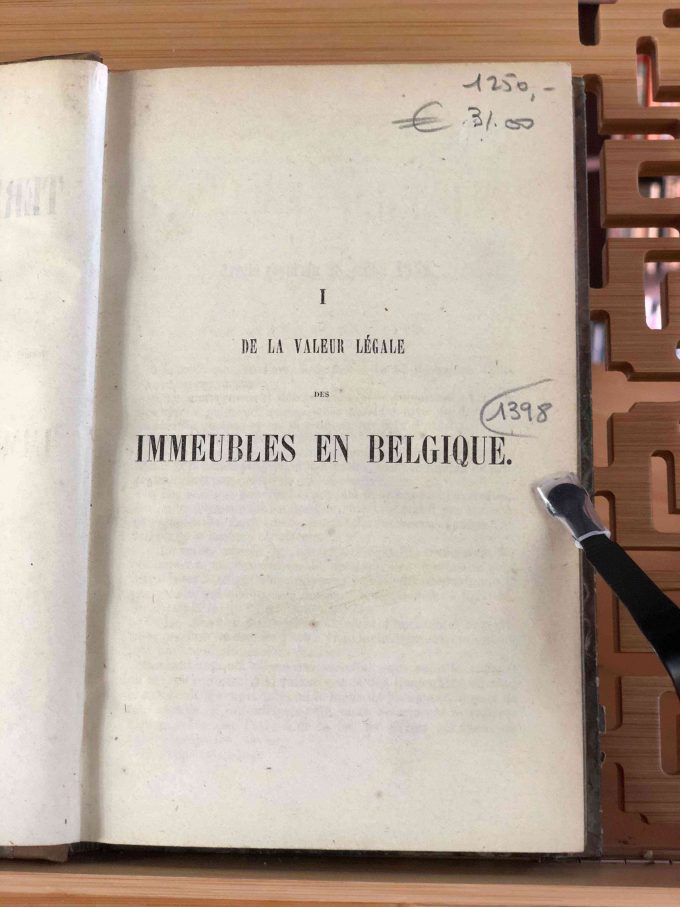 1250,-
€ 31.00
I
DE LA VALEUR LÉGALE
DES
1398
IMMEUBLES EN BELGIQUE.